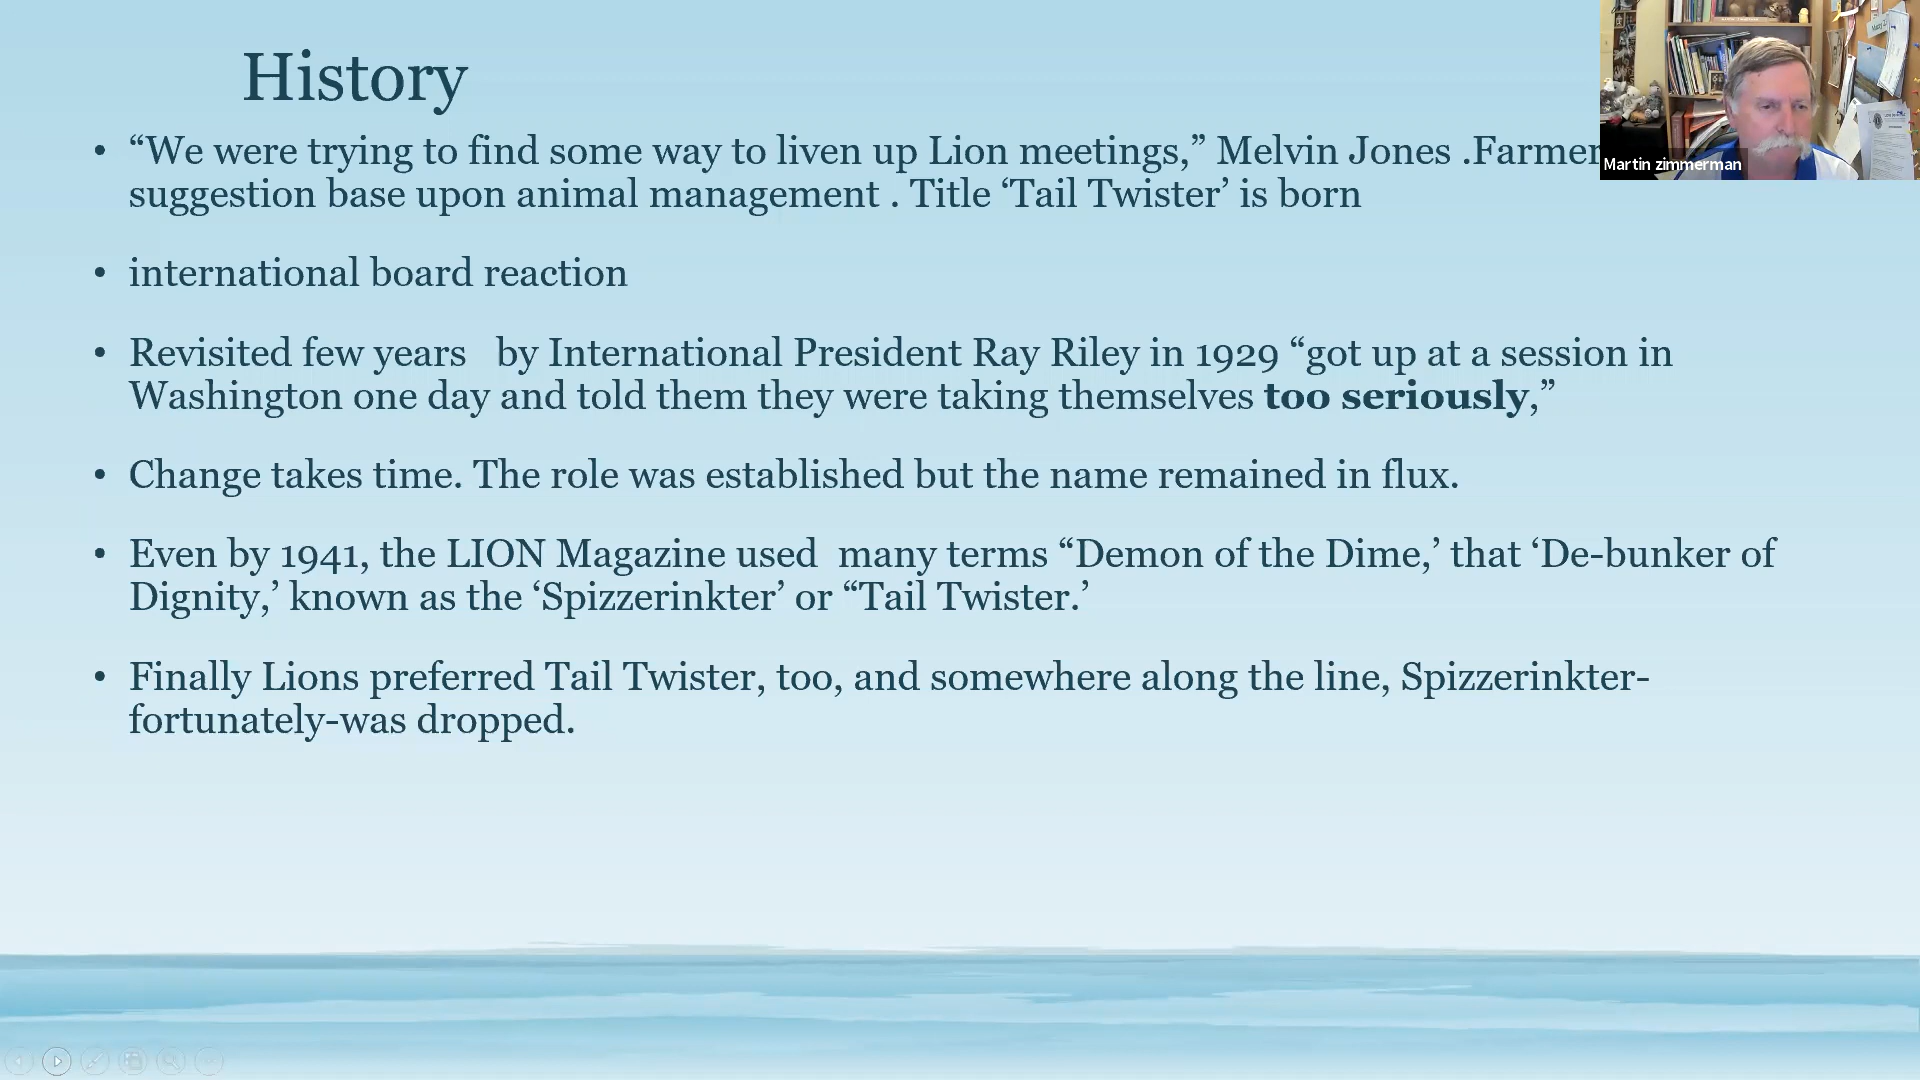 History
• “We were trying to find some way to liven up Lion meetings,” Melvin Jones .Farmer
suggestion base upon animal management . Title ‘Tail Twister’ is born
• international board reaction
• Revisited few years   by International President Ray Riley in 1929 “got up at a session in
Washington one day and told them they were taking themselves too seriously,”
• Change takes time. The role was established but the name remained in flux.
• Even by 1941, the LION Magazine used  many terms “Demon of the Dime,’ that ‘De-bunker of
Dignity,’ known as the ‘Spizzerinkter’ or “Tail Twister.’
• Finally Lions preferred Tail Twister, too, and somewhere along the line, Spizzerinkter-
fortunately-was dropped.
Martin zimmerman